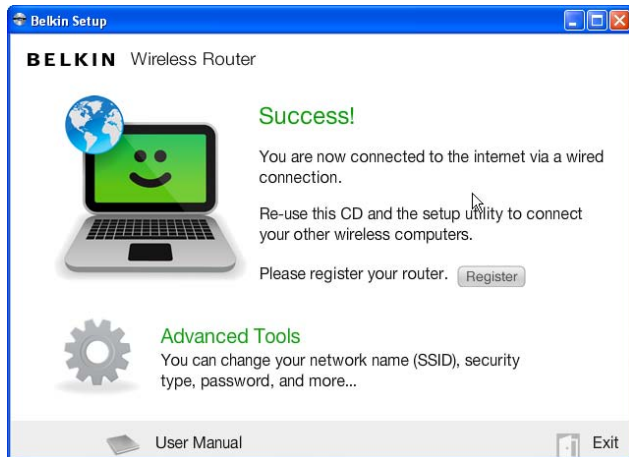 Belkin Setup
BELKIN Wireless Router
Success!
You are now connected to the internet via a wired
connection.
Re-use this CD and the setup utility to connect
your other wireless computers.
Please register your router. Register
Advanced Tools
You can change your network name (SSID), security
type, password, and more...
User Manual Exit